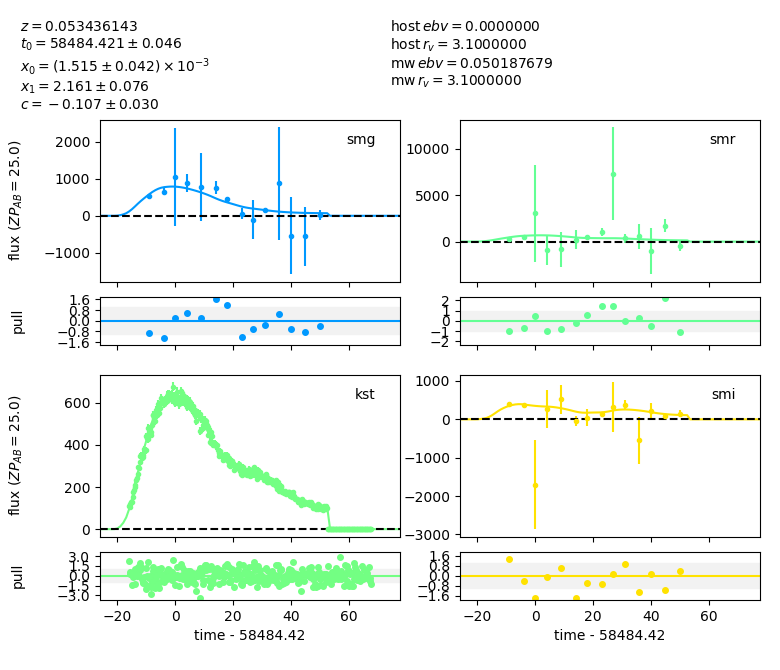 z = 0.053436143
t0 = 58484.421 ± 0.046
x0 = (1.515 ± 0.042) × 10^−3
x1 = 2.161 ± 0.076
c = −0.107 ± 0.030
host ebv = 0.0000000
host r_v = 3.1000000
mw ebv = 0.050187679
mw r_v = 3.1000000
flux (ZP_AB = 25.0)
2000
1000
0
−1000
smg
10000
5000
0
smr
pull
1.6
0.8
0.0
−0.8
−1.6
2
1
0
−1
−2
flux (ZP_AB = 25.0)
600
400
200
0
kst
1000
0
−1000
−2000
−3000
smi
pull
3.0
1.5
0.0
−1.5
−3.0
−20 0 20 40 60
time - 58484.42
1.6
0.8
0.0
−0.8
−1.6
−20 0 20 40 60
time - 58484.42